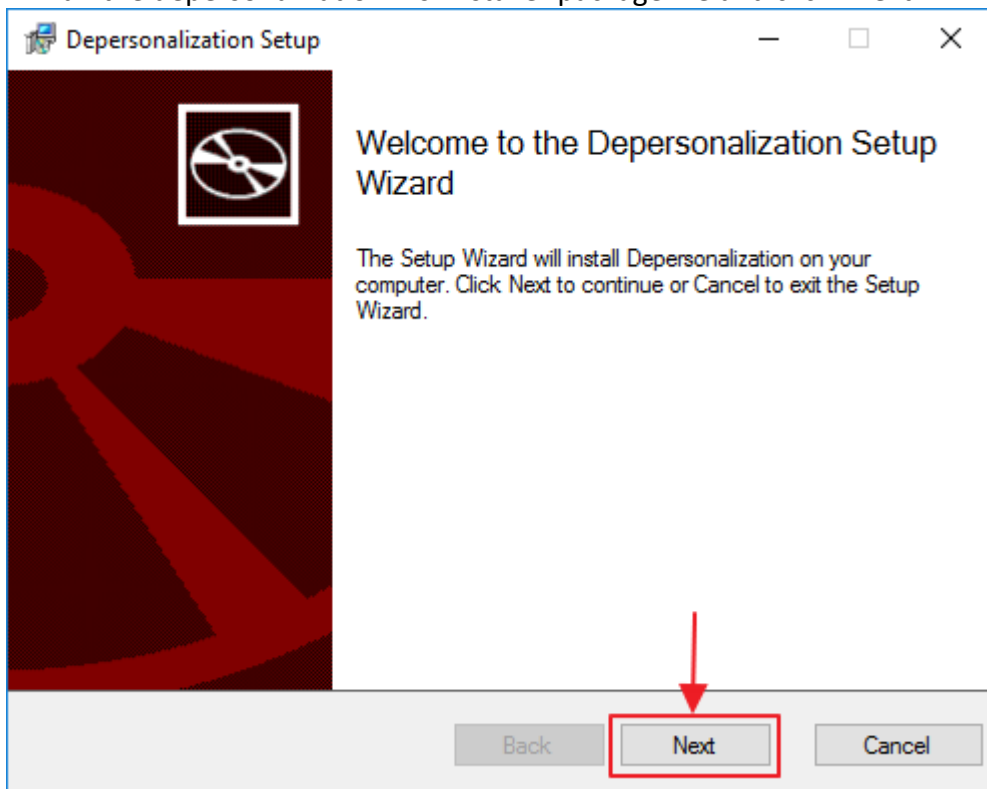 Depersonalization Setup
Welcome to the Depersonalization Setup
Wizard
The Setup Wizard will install Depersonalization on your
computer. Click Next to continue or Cancel to exit the Setup
Wizard.
Back
Next
Cancel